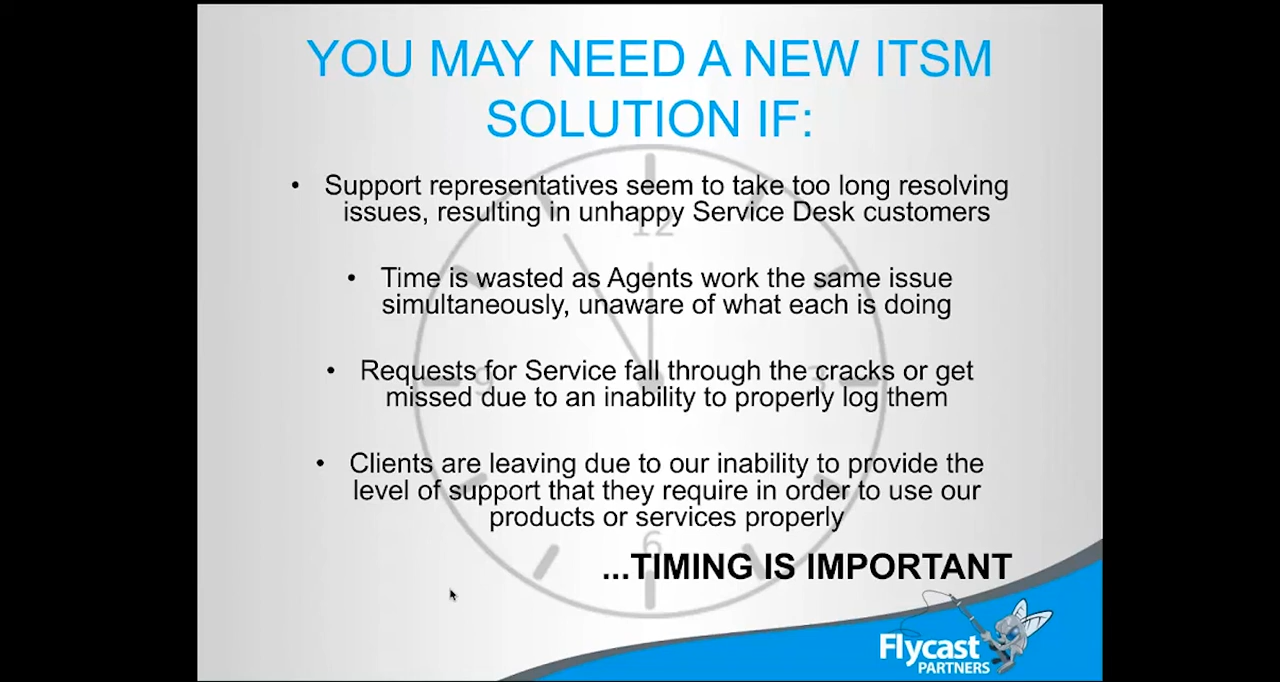 YOU MAY NEED A NEW ITSM
SOLUTION IF:
• Support representatives seem to take too long resolving
issues, resulting in unhappy Service Desk customers
• Time is wasted as Agents work the same issue
simultaneously, unaware of what each is doing
• Requests for Service fall through the cracks or get
missed due to an inability to properly log them
• Clients are leaving due to our inability to provide the
level of support that they require in order to use our
products or services properly
...TIMING IS IMPORTANT
12
9
3
6
Flycast
PARTNERS